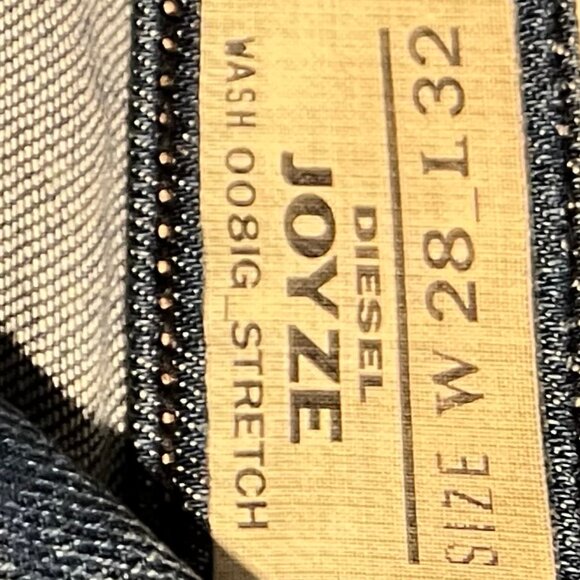 SIZE W 28_L 32
DIESEL
JOYZE
WASH 008IG_STRETCH